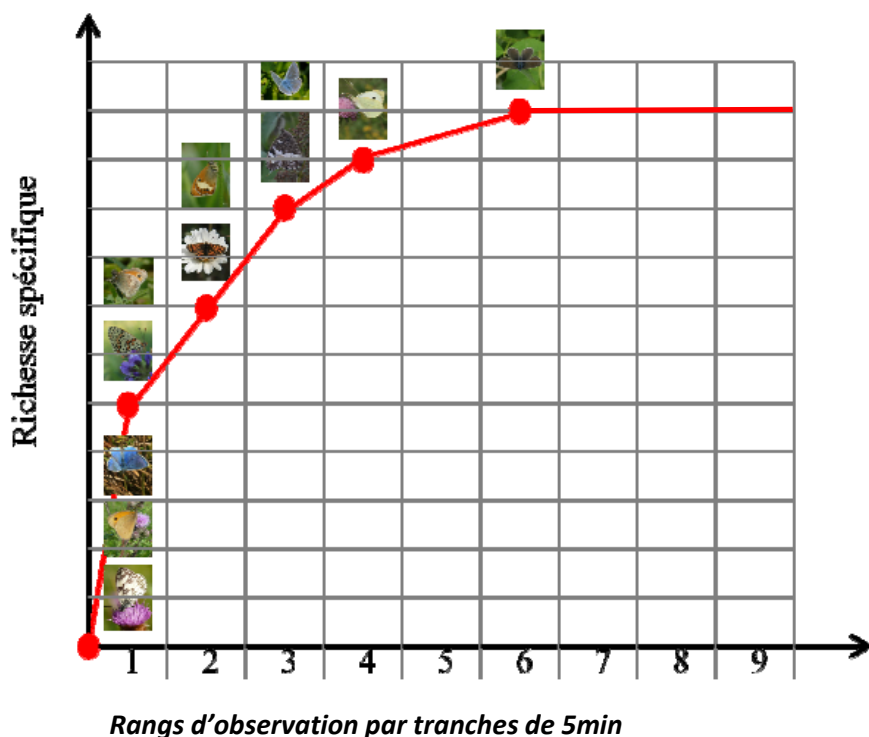 Richesse spécifique
1 2 3 4 5 6 7 8 9
Rangs d'observation par tranches de 5min